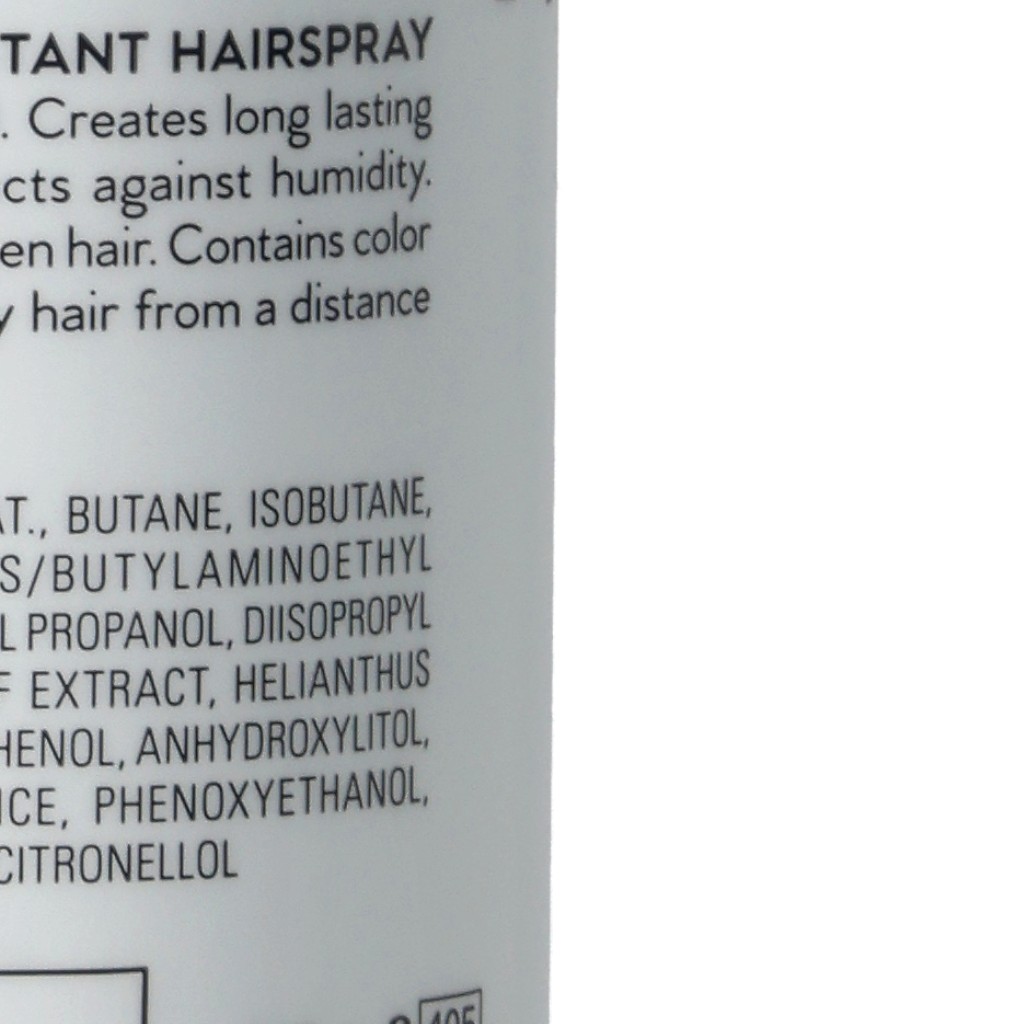 TANT HAIRSPRAY
. Creates long lasting
cts against humidity.
en hair. Contains color
y hair from a distance
AT., BUTANE, ISOBUTANE,
S/BUTYLAMINOETHYL
L PROPANOL, DIISOPROPYL
F EXTRACT, HELIANTHUS
HENOL, ANHYDROXYLITOL,
ICE, PHENOXYETHANOL,
CITRONELLOL